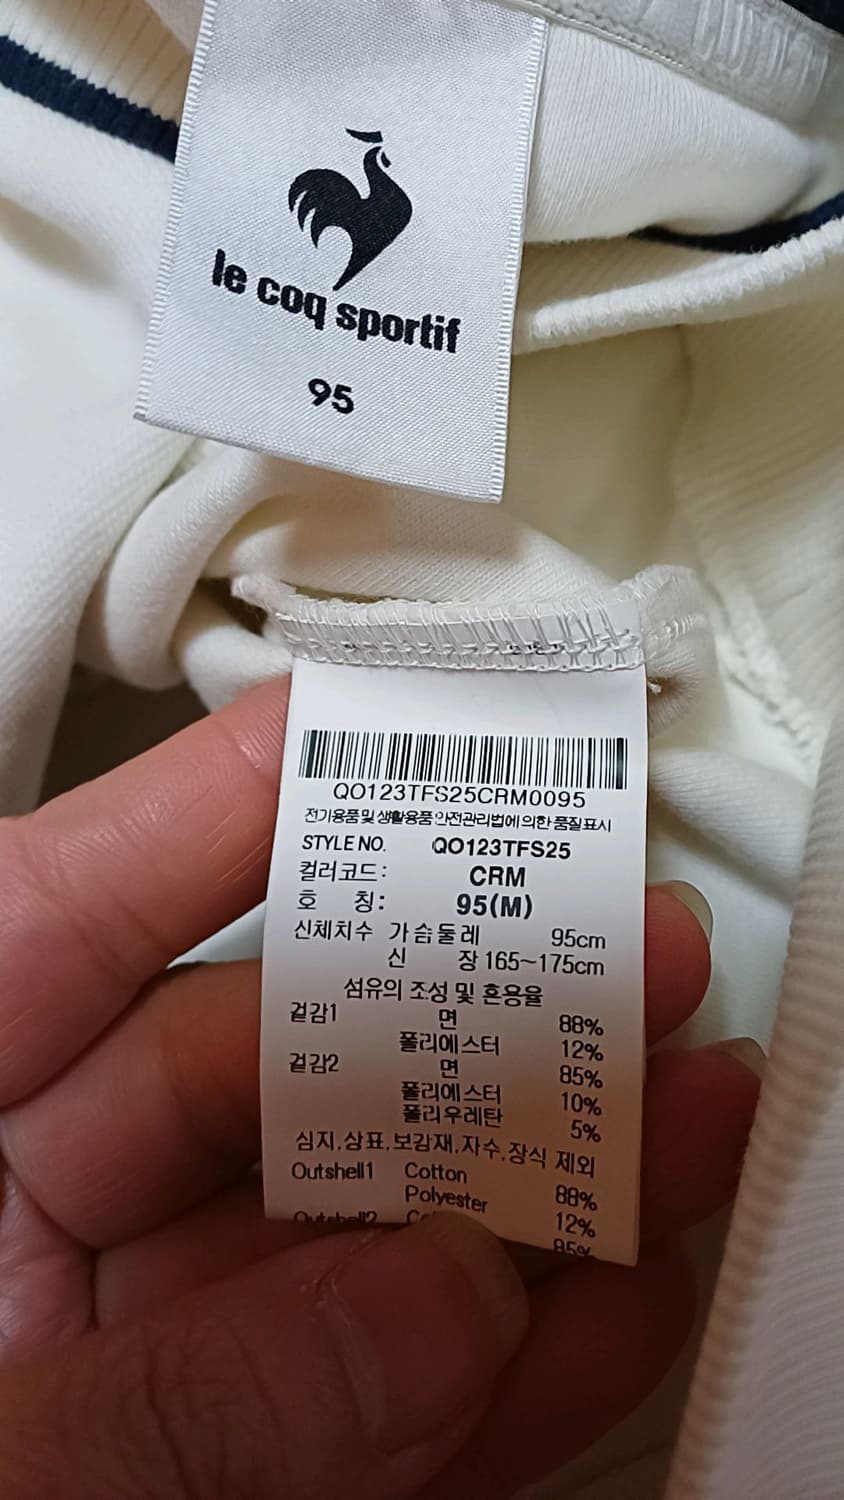 le coq sportif
95
QO123TFS25CRM0095
전기용품 및 생활용품 안전관리법에 의한 품질표시
STYLE NO. QO123TFS25
컬러코드: CRM
호 칭: 95(M)
신체치수 가슴둘레 95cm
신 장 165~175cm
섬유의 조성 및 혼용율
겉감1 면 88%
폴리에스터 12%
겉감2 면 85%
폴리에스터 10%
폴리우레탄 5%
심지,상표,보강재,자수,장식 제외
Outshell1 Cotton 88%
Polyester 12%
Outshell2 85%